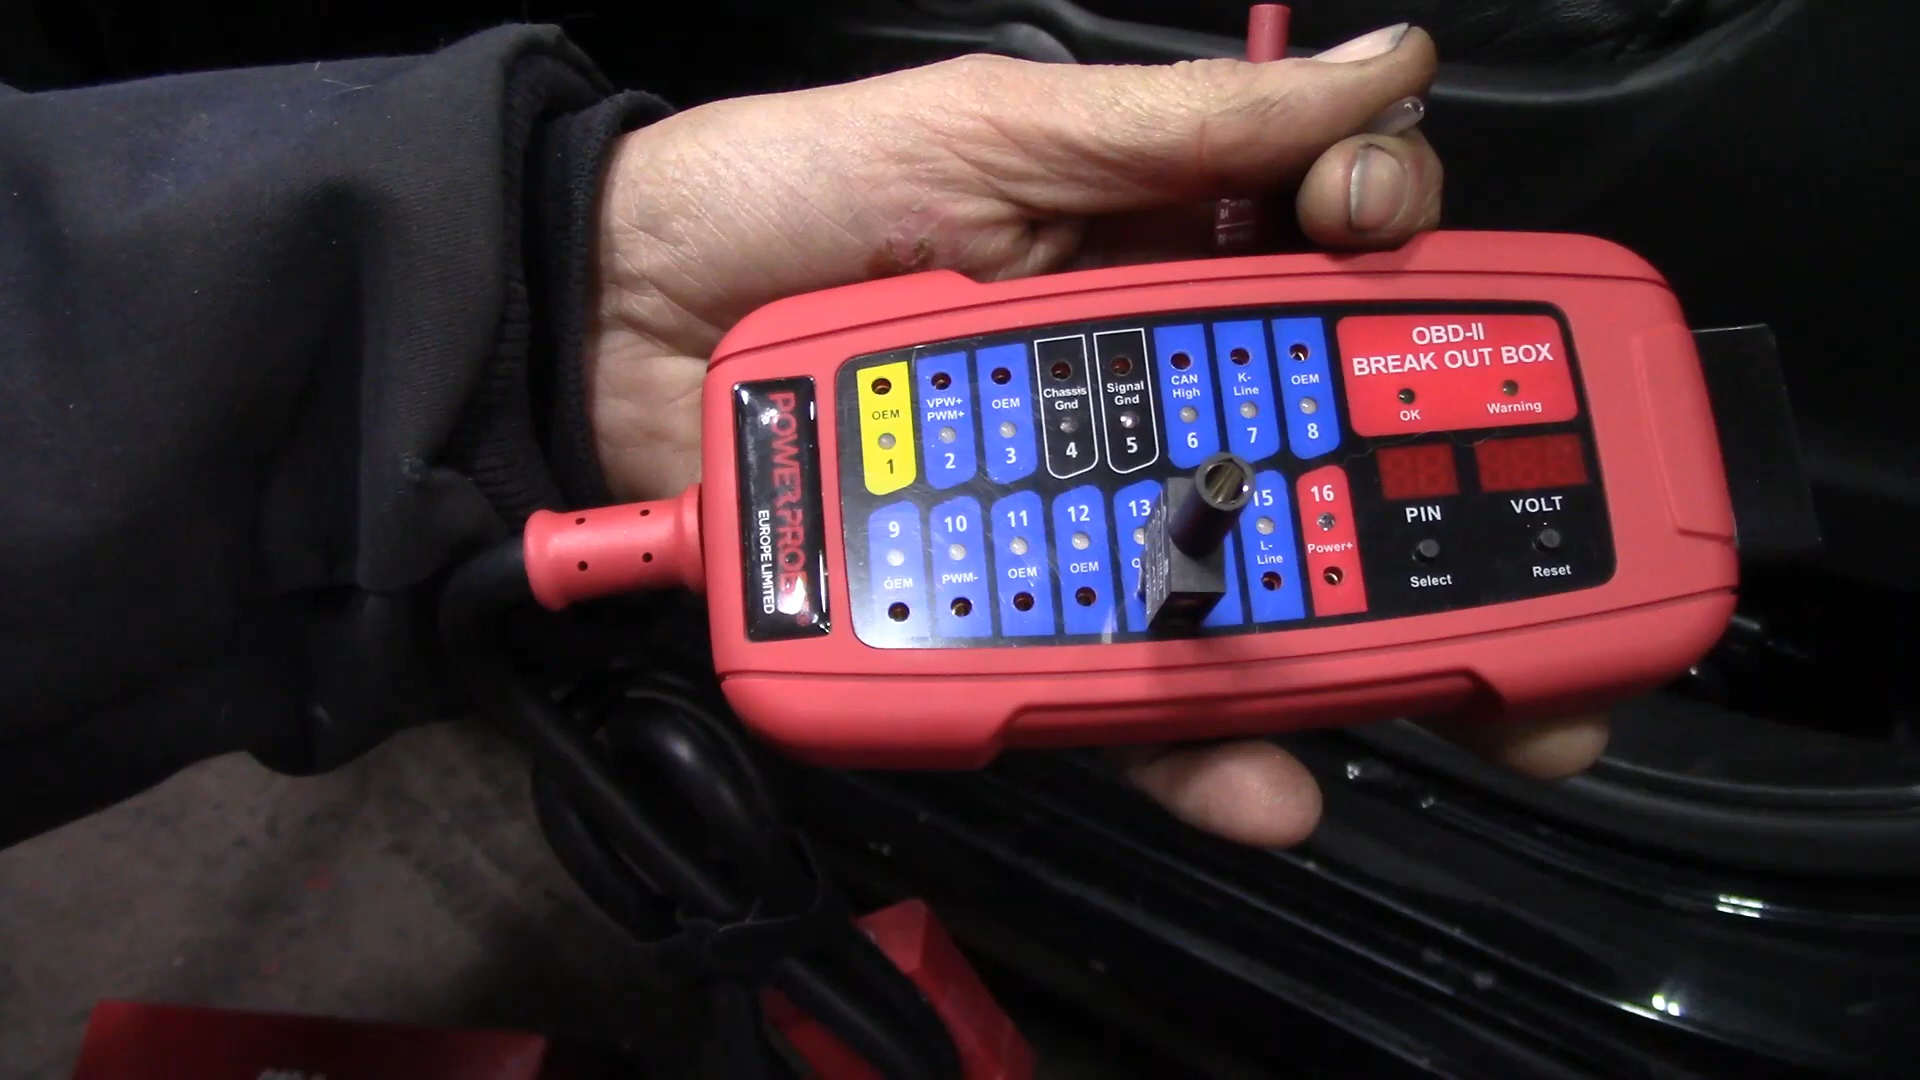 POWER PROBE
EUROPE LIMITED
OEM
1
VPW+
PWM+
2
OEM
3
Chassis
Gnd
4
Signal
Gnd
5
CAN
High
6
K-
Line
7
OEM
8
9
OEM
10
PWM-
11
OEM
12
OEM
13
15
L-
Line
16
Power+
OBD-II
BREAK OUT BOX
OK
Warning
PIN
VOLT
Select
Reset